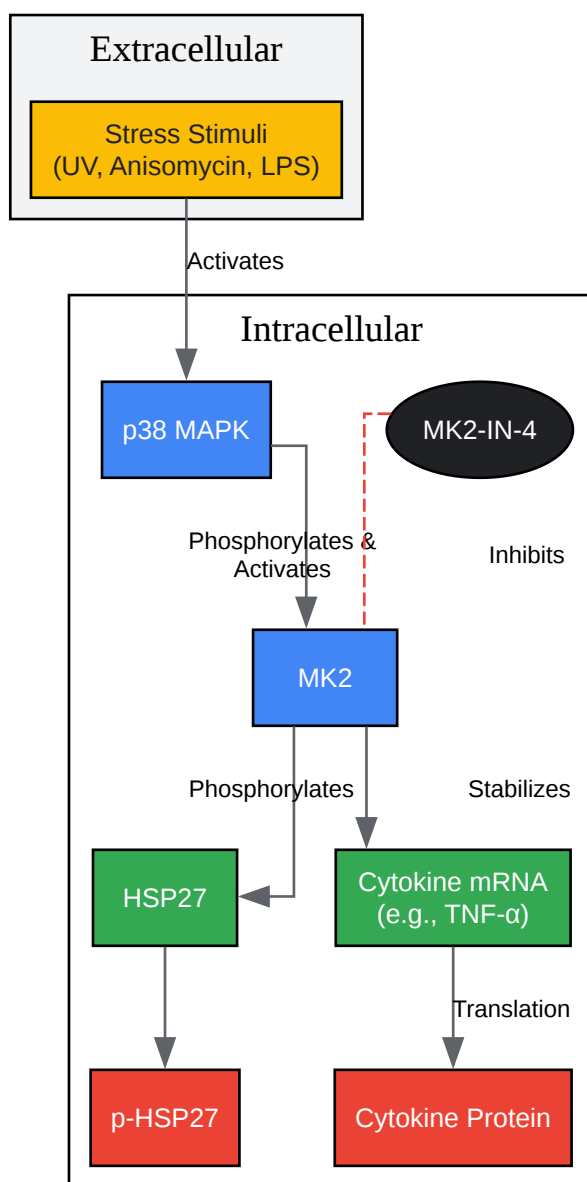 Extracellular
Stress Stimuli
(UV, Anisomycin, LPS)
Activates
Intracellular
p38 MAPK
MK2-IN-4
Phosphorylates &
Activates
Inhibits
MK2
Phosphorylates
Stabilizes
HSP27
Cytokine mRNA
(e.g., TNF-α)
Translation
p-HSP27
Cytokine Protein